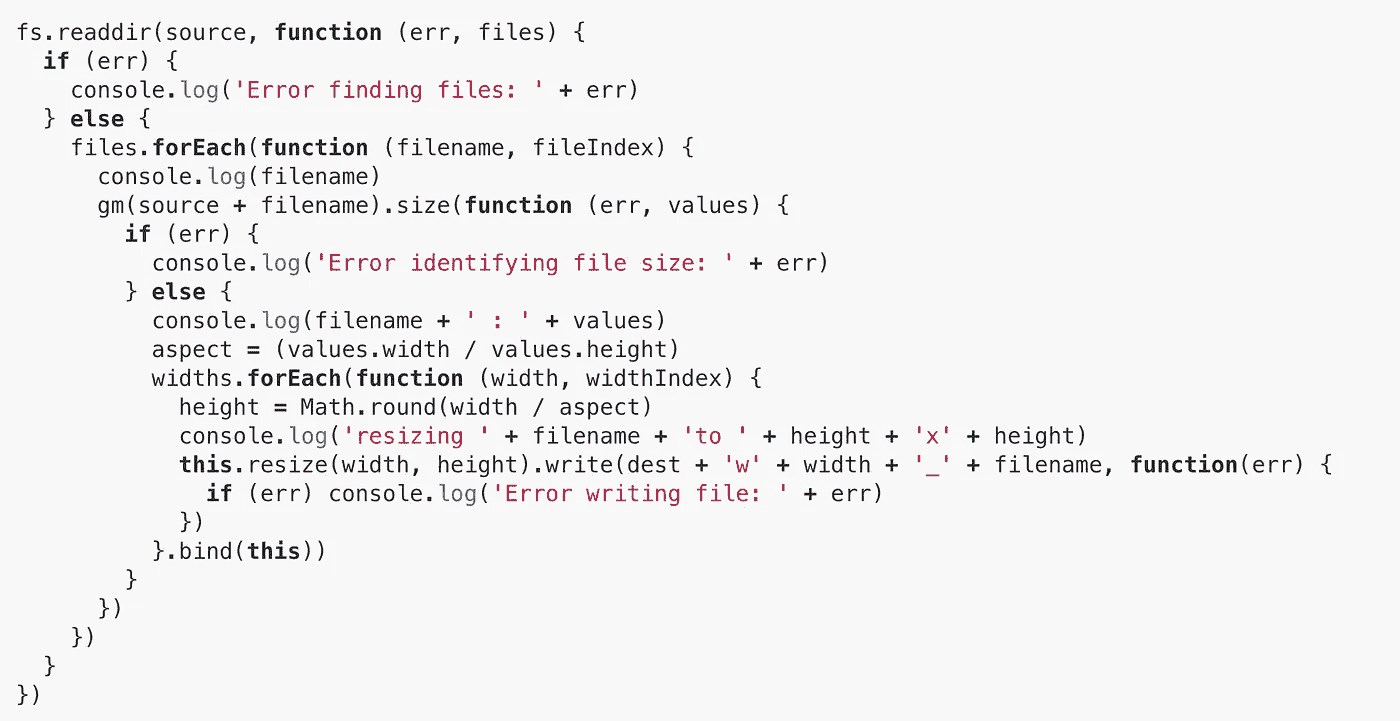 fs.readdir(source, function (err, files) {
  if (err) {
    console.log('Error finding files: ' + err)
  } else {
    files.forEach(function (filename, fileIndex) {
      console.log(filename)
      gm(source + filename).size(function (err, values) {
        if (err) {
          console.log('Error identifying file size: ' + err)
        } else {
          console.log(filename + ' : ' + values)
          aspect = (values.width / values.height)
          widths.forEach(function (width, widthIndex) {
            height = Math.round(width / aspect)
            console.log('resizing ' + filename + 'to ' + height + 'x' + height)
            this.resize(width, height).write(dest + 'w' + width + '_' + filename, function(err) {
              if (err) console.log('Error writing file: ' + err)
            })
          }.bind(this))
        }
      })
    })
  }
})